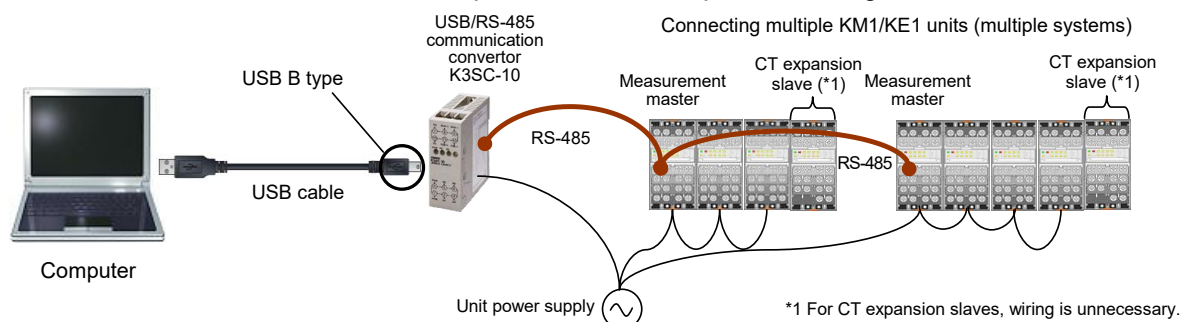 USB/RS-485
communication
convertor
K3SC-10
Connecting multiple KM1/KE1 units (multiple systems)
USB B type
Measurement
master
CT expansion
slave (*1)
Measurement
master
CT expansion
slave (*1)
RS-485
RS-485
USB cable
Computer
Unit power supply
*1 For CT expansion slaves, wiring is unnecessary.